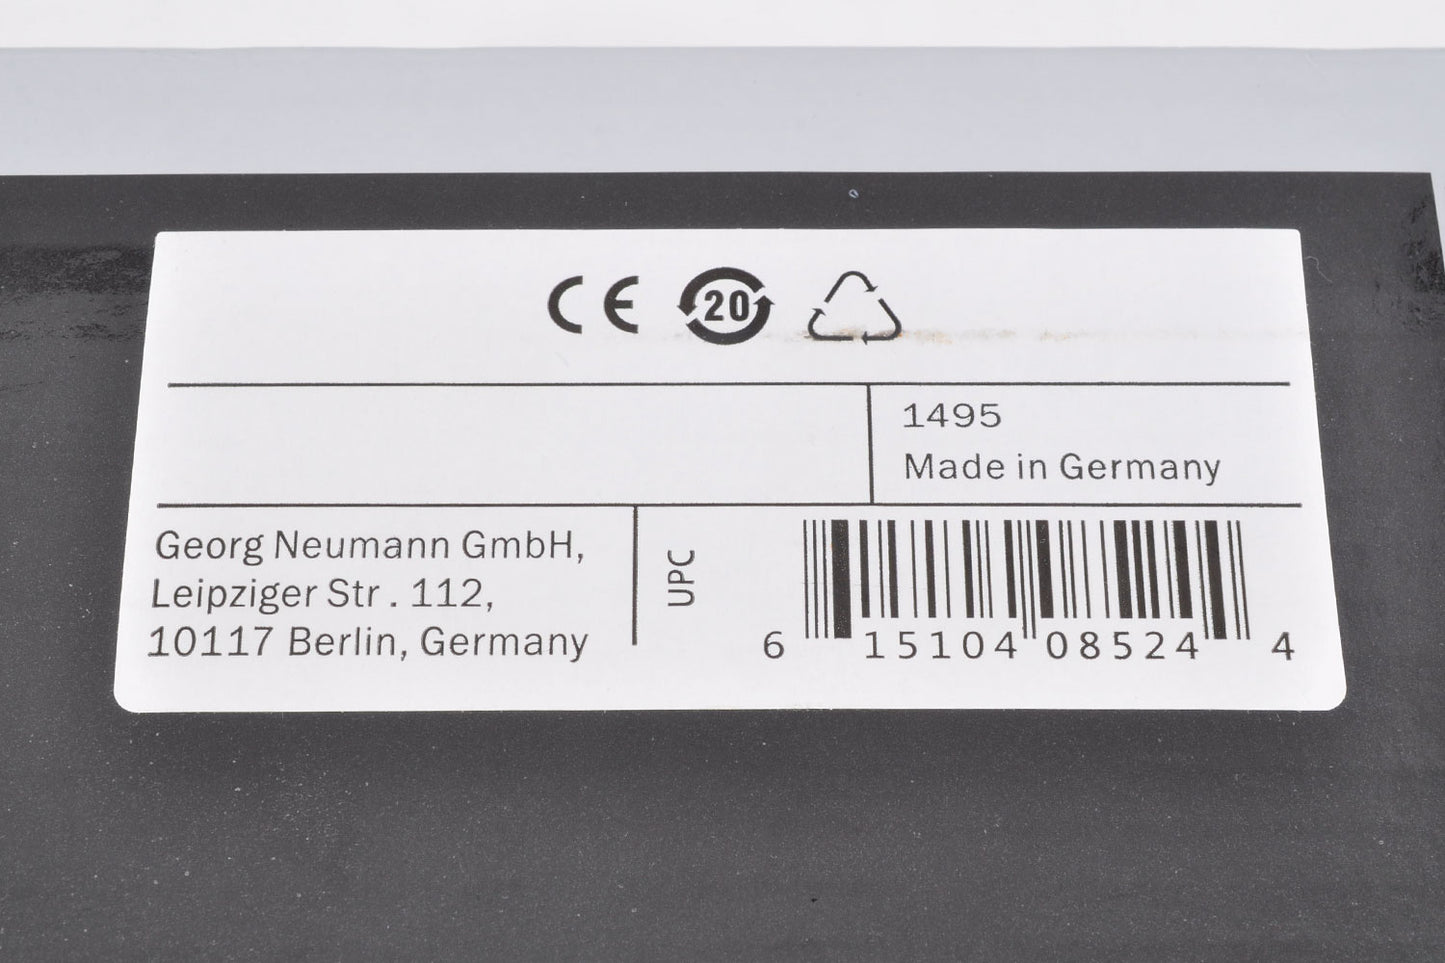 CE 20
1495
Made in Germany
Georg Neumann GmbH,
Leipziger Str . 112,
10117 Berlin, Germany
UPC
6 15104 08524 4